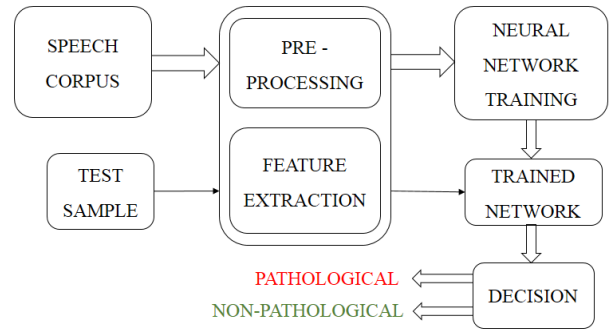 SPEECH
CORPUS
PRE -
PROCESSING
NEURAL
NETWORK
TRAINING
TEST
SAMPLE
FEATURE
EXTRACTION
TRAINED
NETWORK
PATHOLOGICAL
NON-PATHOLOGICAL
DECISION